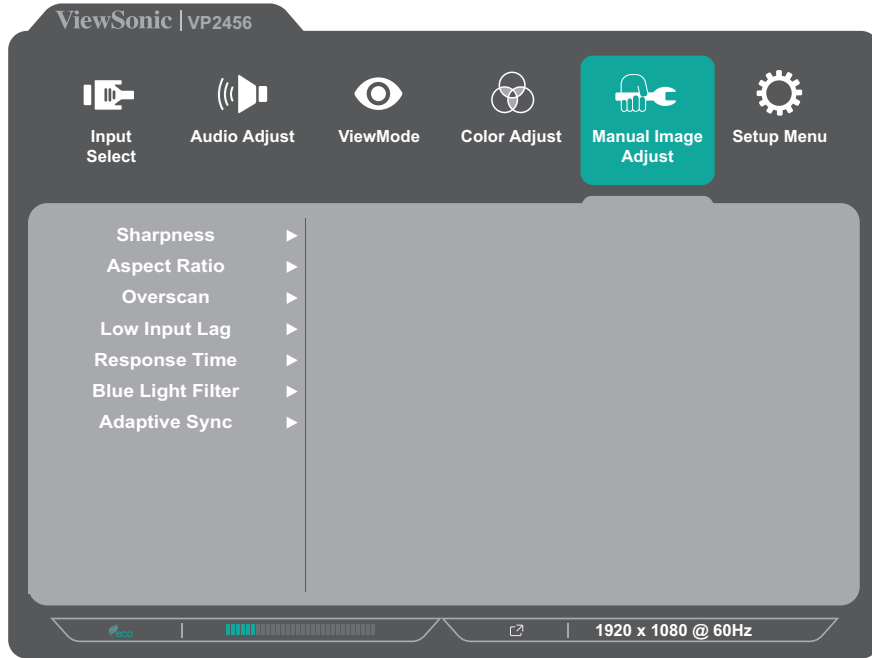 ViewSonic | VP2456
Input
Select
Audio Adjust
ViewMode
Color Adjust
Manual Image
Adjust
Setup Menu
Sharpness
Aspect Ratio
Overscan
Low Input Lag
Response Time
Blue Light Filter
Adaptive Sync
eco
1920 x 1080 @ 60Hz